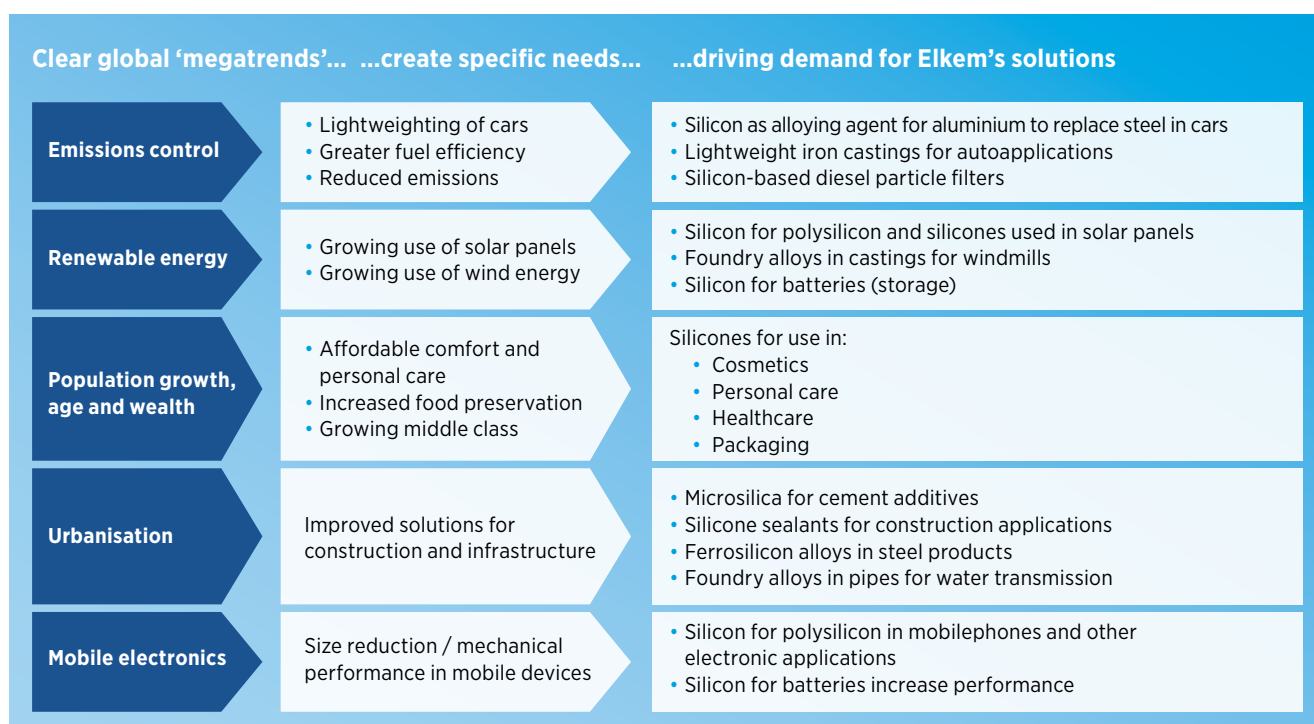 Clear global ‘megatrends’... ...create specific needs... ...driving demand for Elkem’s solutions
Emissions control
• Lightweighting of cars
• Greater fuel efficiency
• Reduced emissions
• Silicon as alloying agent for aluminium to replace steel in cars
• Lightweight iron castings for autoapplications
• Silicon-based diesel particle filters
Renewable energy
• Growing use of solar panels
• Growing use of wind energy
• Silicon for polysilicon and silicones used in solar panels
• Foundry alloys in castings for windmills
• Silicon for batteries (storage)
Population growth,
age and wealth
• Affordable comfort and
personal care
• Increased food preservation
• Growing middle class
Silicones for use in:
• Cosmetics
• Personal care
• Healthcare
• Packaging
Urbanisation
Improved solutions for
construction and infrastructure
• Microsilica for cement additives
• Silicone sealants for construction applications
• Ferrosilicon alloys in steel products
• Foundry alloys in pipes for water transmission
Mobile electronics
Size reduction / mechanical
performance in mobile devices
• Silicon for polysilicon in mobilephones and other
electronic applications
• Silicon for batteries increase performance